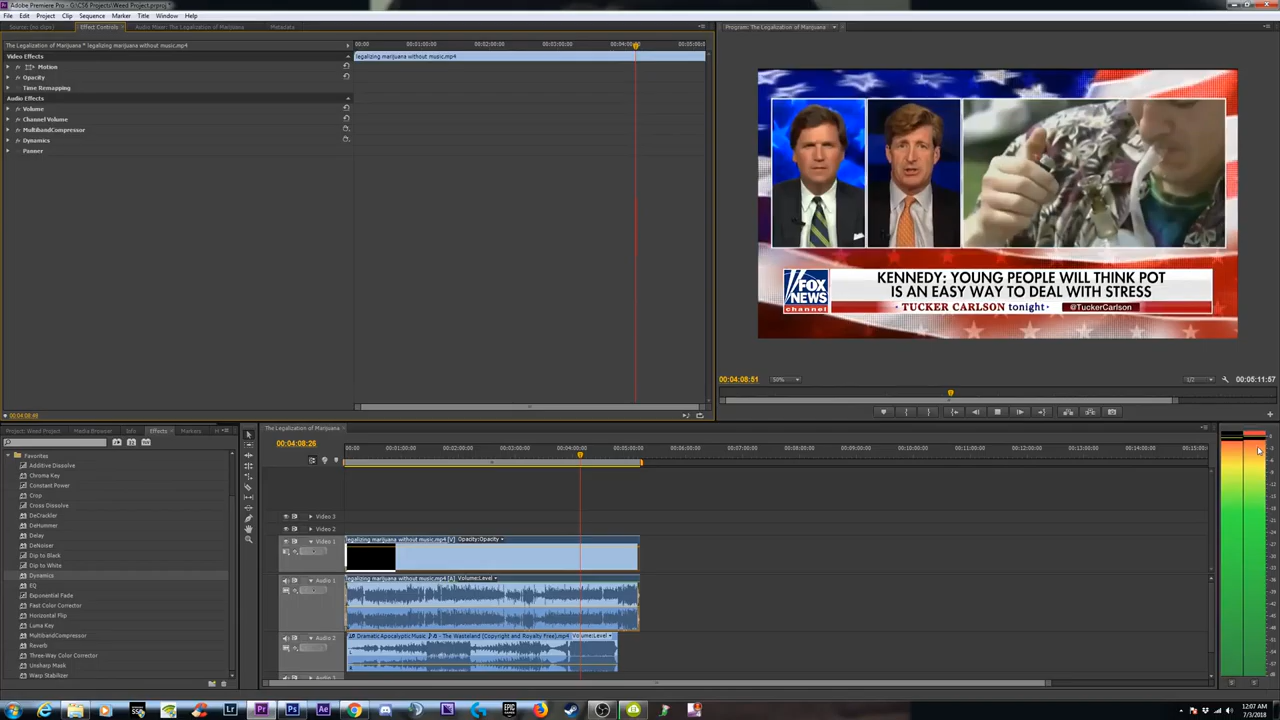 Adobe Premiere Pro - G:\CS6 Projects\Weed Project.prproj *
File Edit Project Clip Sequence Marker Title Window Help
Source: (no clips) Effect Controls Audio Mixer: The Legalization of Marijuana Metadata
Program: The Legalization of Marijuana
The Legalization of Marijuana * legalizing marijuana without music.mp4
00:00 00:01:00:00 00:02:00:00 00:03:00:00 00:04:00:00 00:05:00:0
Video Effects
legalizing marijuana without music.mp4
fx Motion
fx Opacity
Time Remapping
Audio Effects
fx Volume
fx Channel Volume
fx MultibandCompressor
fx Dynamics
Panner
KENNEDY: YOUNG PEOPLE WILL THINK POT
IS AN EASY WAY TO DEAL WITH STRESS
FOX
NEWS
channel
TUCKER CARLSON tonight
@TuckerCarlson
00:04:08:51
50%
1/2
00:05:11:57
Project: Weed Project Media Browser Info Effects Markers
The Legalization of Marijuana
00:04:08:26
00:00 00:01:00:00 00:02:00:00 00:03:00:00 00:04:00:00 00:05:00:00 00:06:00:00 00:07:00:00 00:08:00:00 00:09:00:00 00:10:00:00 00:11:00:00 00:12:00:00 00:13:00:00 00:14:00:00 00:15:00:0
Favorites
Additive Dissolve
Chroma Key
Constant Power
Crop
Cross Dissolve
DeCrackler
DeHummer
Delay
DeNoiser
Dip to Black
Dip to White
Dynamics
EQ
Exponential Fade
Fast Color Corrector
Horizontal Flip
Luma Key
MultibandCompressor
Reverb
Three-Way Color Corrector
Unsharp Mask
Warp Stabilizer
Video 3
Video 2
Video 1
legalizing marijuana without music.mp4 [V] Opacity:Opacity
Audio 1
legalizing marijuana without music.mp4 [A] Volume:Level
Audio 2
Dramatic Apocalyptic Music - The Wasteland (Copyright and Royalty Free).mp4 Volume:Level
Audio 3
12:07 AM
7/3/2018